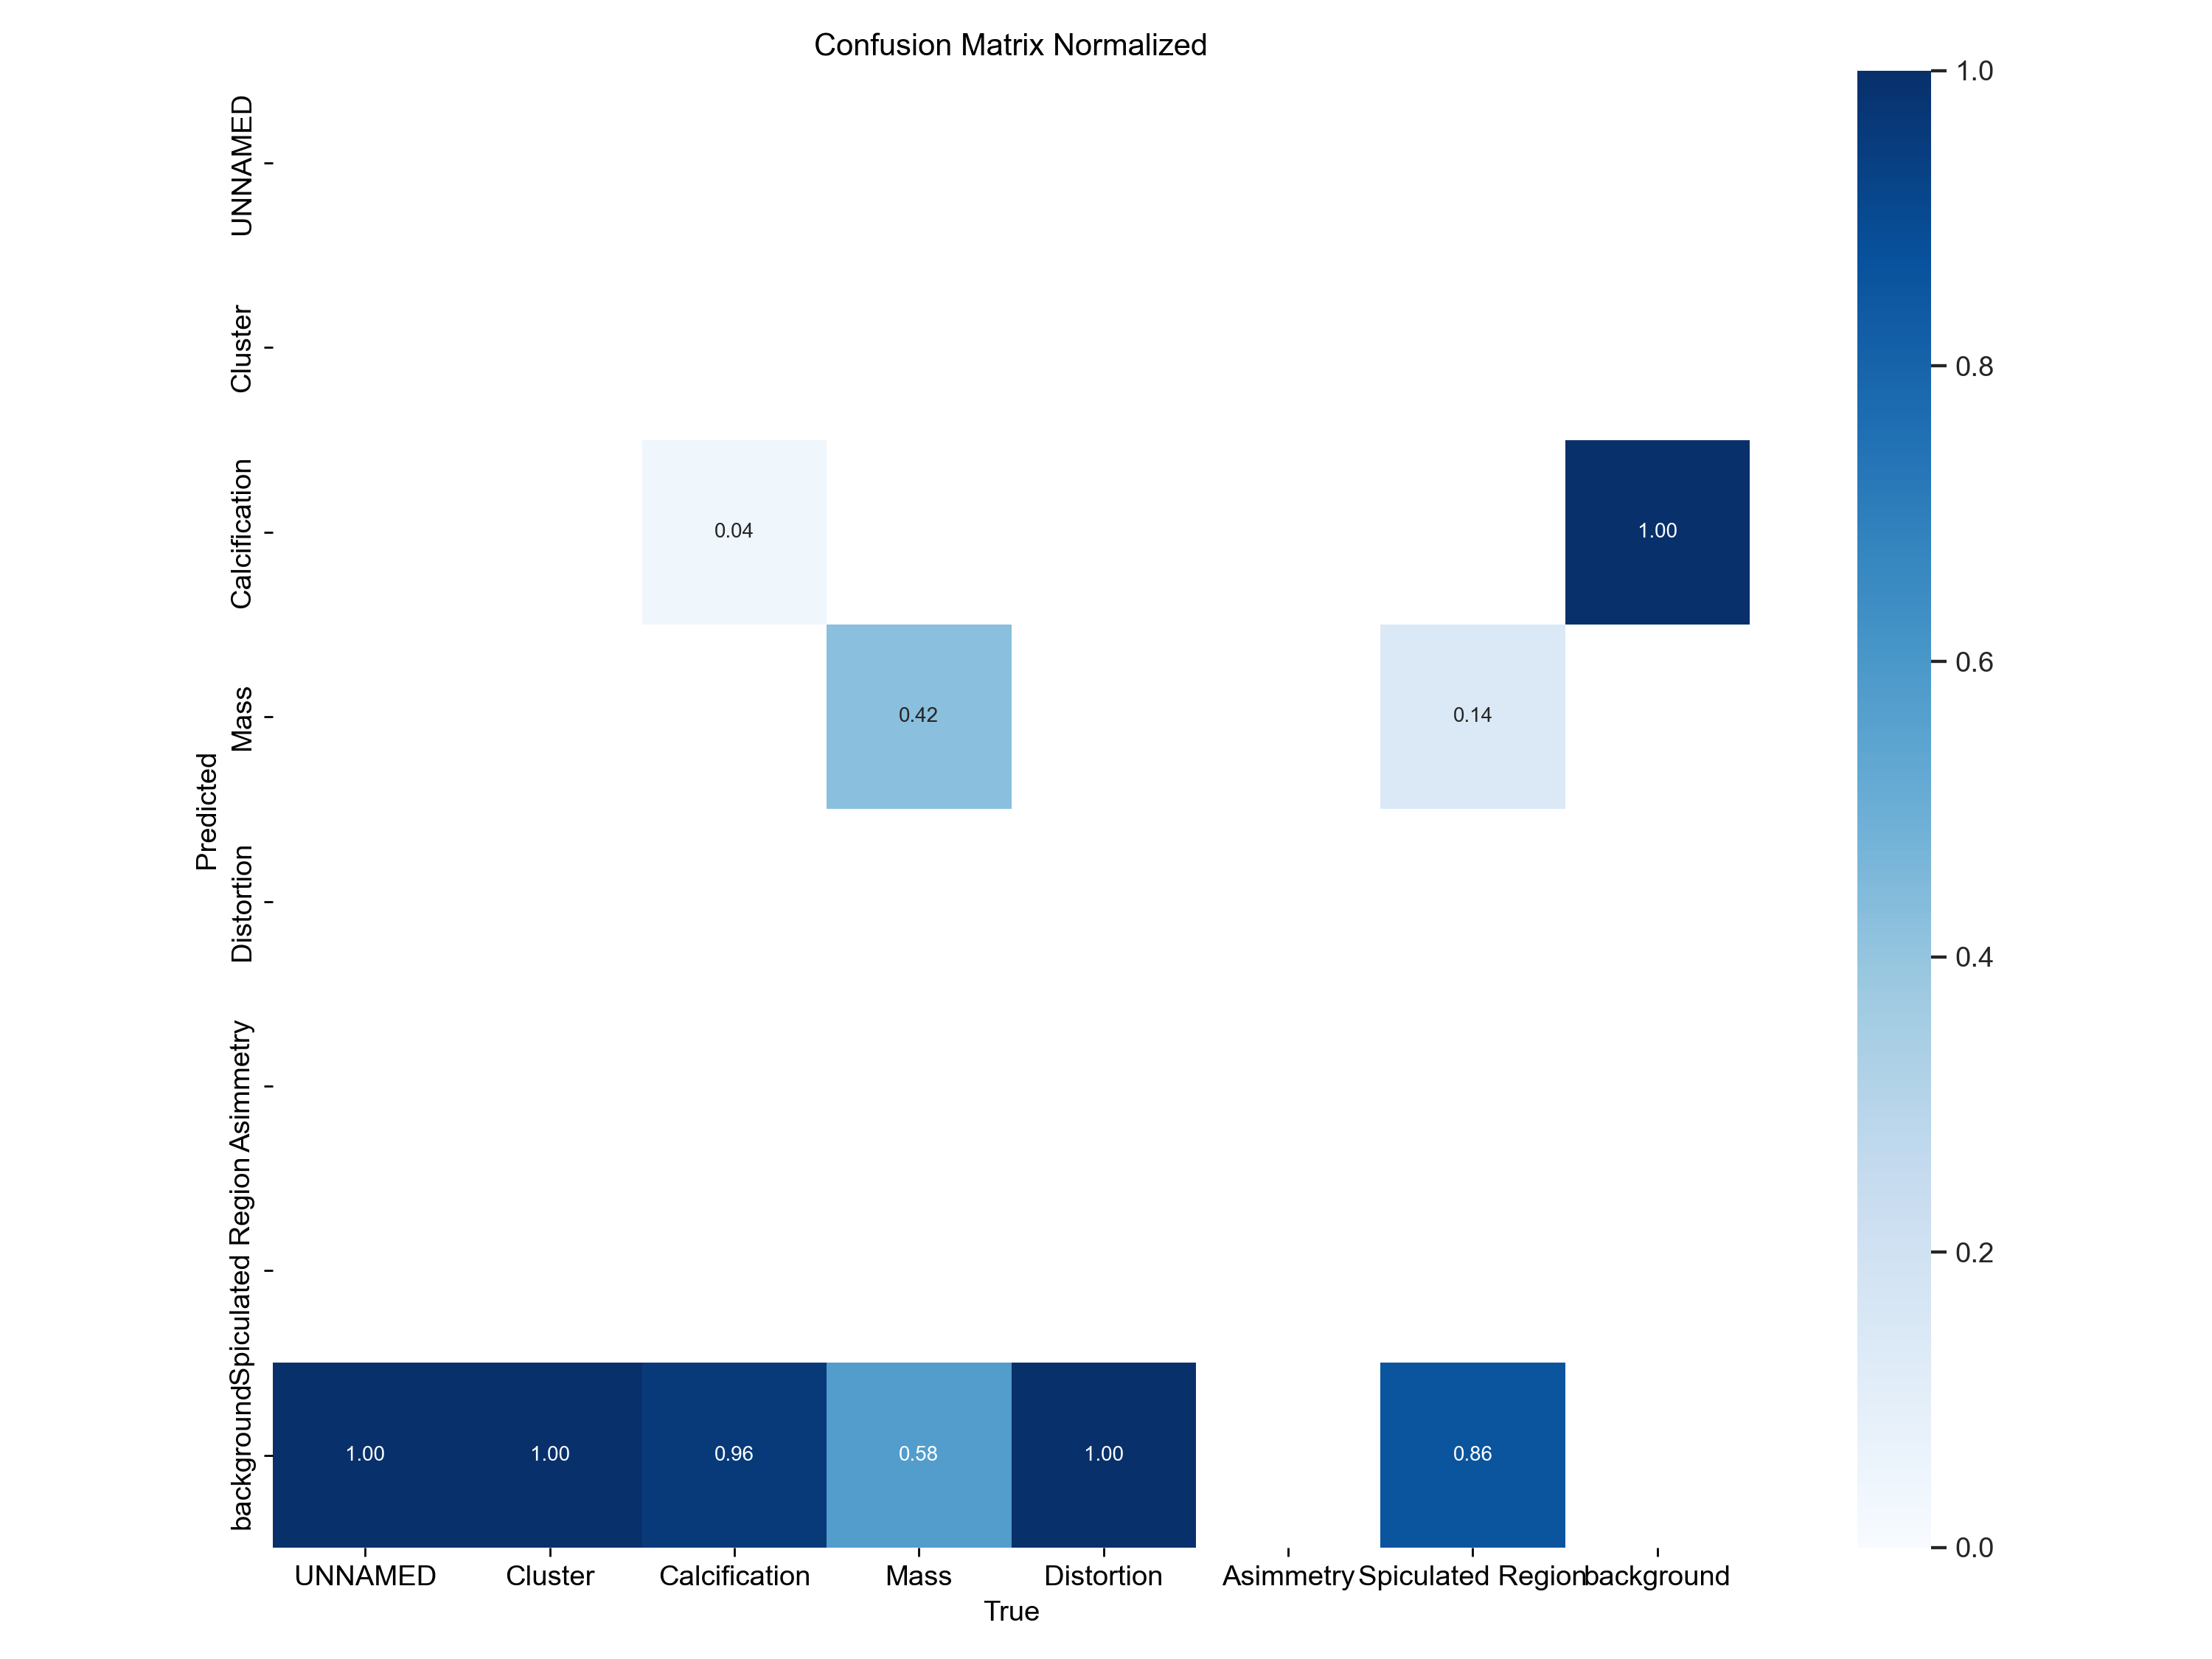 Confusion Matrix Normalized
UNNAMED
Cluster
Calcification
Mass
Distortion
Asimmetry
Spiculated Region
background
Predicted
0.04
1.00
0.42
0.14
1.00
1.00
0.96
0.58
1.00
0.86
UNNAMED
Cluster
Calcification
Mass
Distortion
Asimmetry
Spiculated Region
background
True
1.0
0.8
0.6
0.4
0.2
0.0